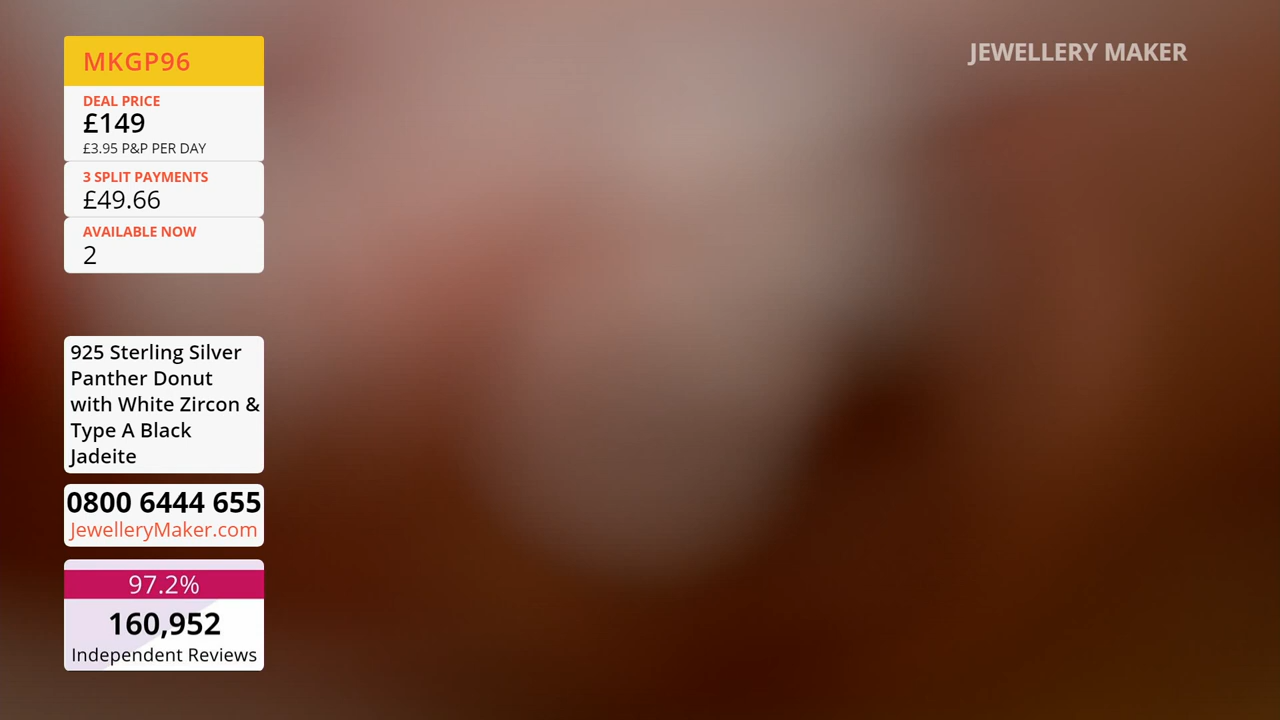 MKGP96
DEAL PRICE
£149
£3.95 P&P PER DAY
3 SPLIT PAYMENTS
£49.66
AVAILABLE NOW
2
925 Sterling Silver
Panther Donut
with White Zircon &
Type A Black
Jadeite
0800 6444 655
JewelleryMaker.com
97.2%
160,952
Independent Reviews
JEWELLERY MAKER